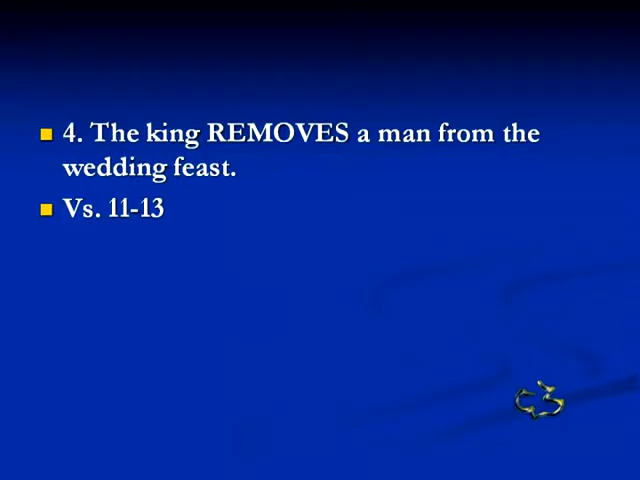 4. The king REMOVES a man from the
wedding feast.
Vs. 11-13